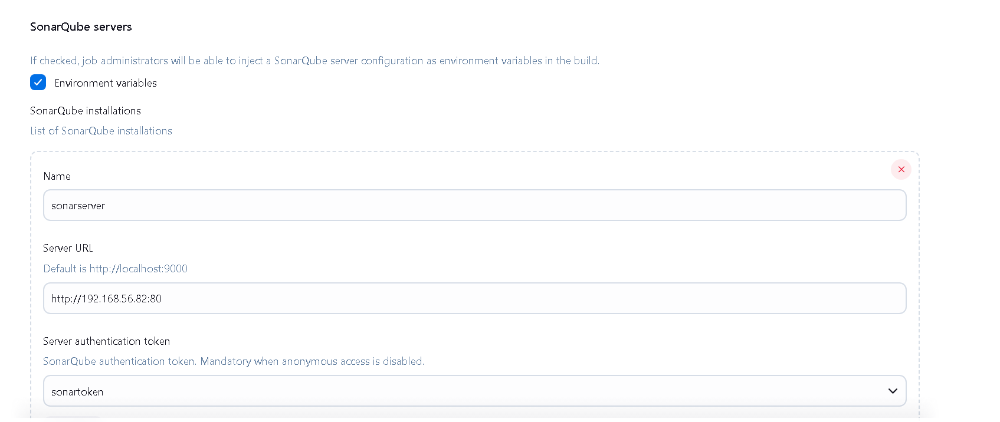 SonarQube servers
If checked, job administrators will be able to inject a SonarQube server configuration as environment variables in the build.
Environment variables
SonarQube installations
List of SonarQube installations
Name
sonarserver
Server URL
Default is http://localhost:9000
http://192.168.56.82:80
Server authentication token
SonarQube authentication token. Mandatory when anonymous access is disabled.
sonartoken